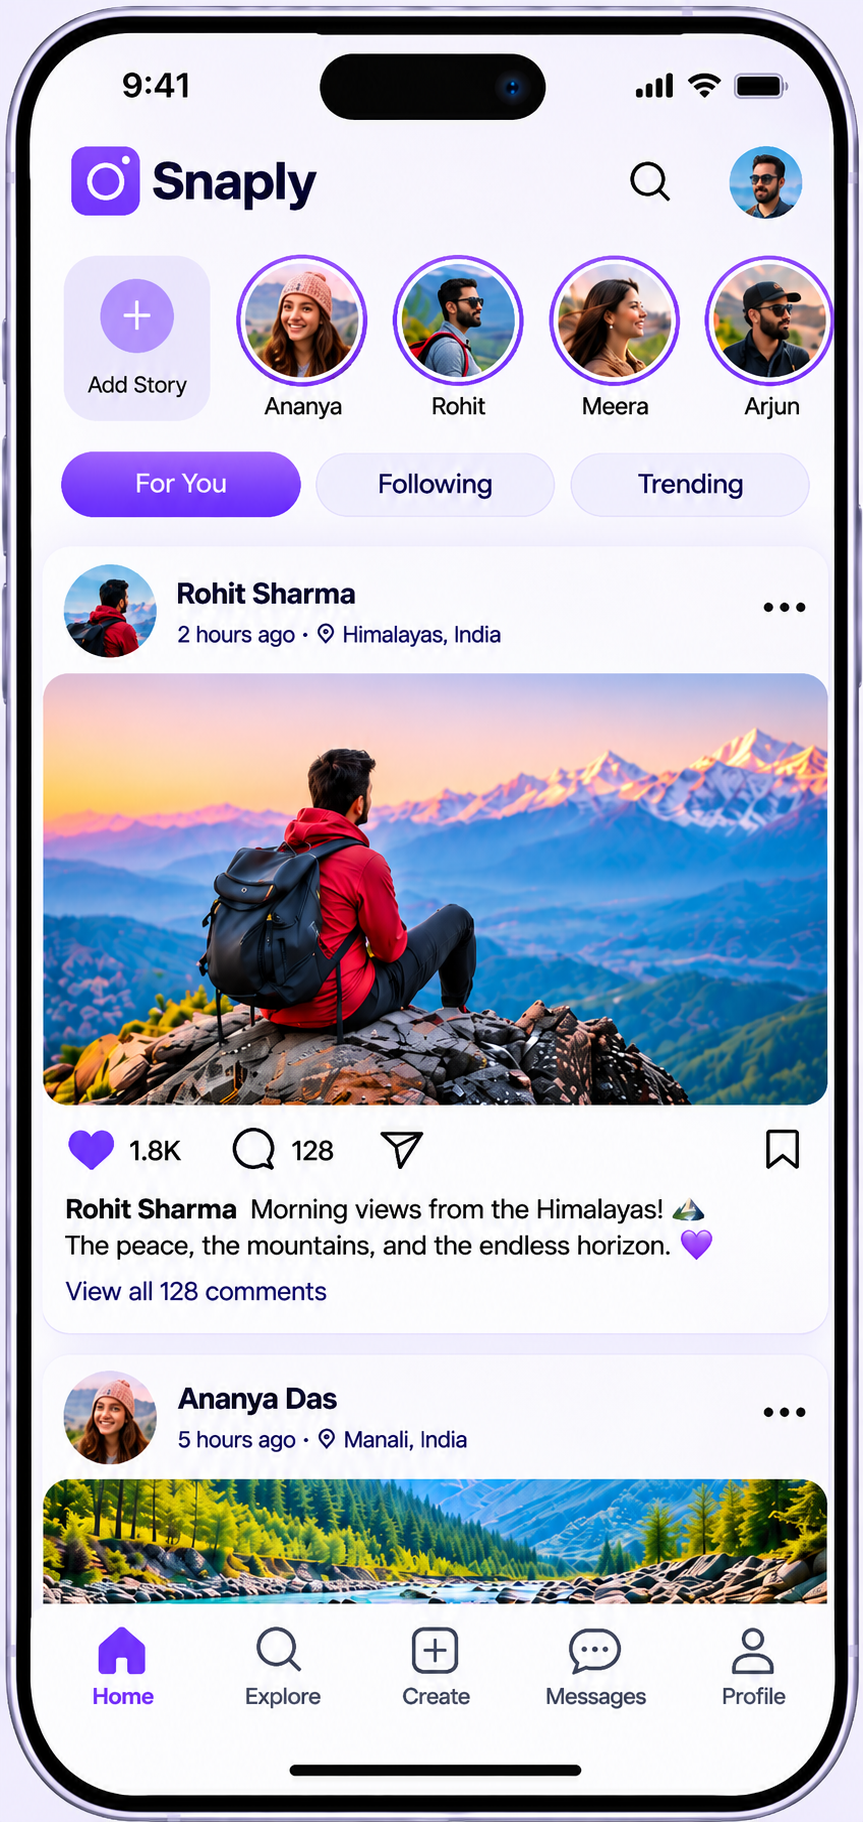 9:41
Snaply
Add Story
Ananya
Rohit
Meera
Arjun
For You
Following
Trending
Rohit Sharma
2 hours ago • Himalayas, India
1.8K
128
Rohit Sharma Morning views from the Himalayas! 🏔️
The peace, the mountains, and the endless horizon. 💜
View all 128 comments
Ananya Das
5 hours ago • Manali, India
Home
Explore
Create
Messages
Profile